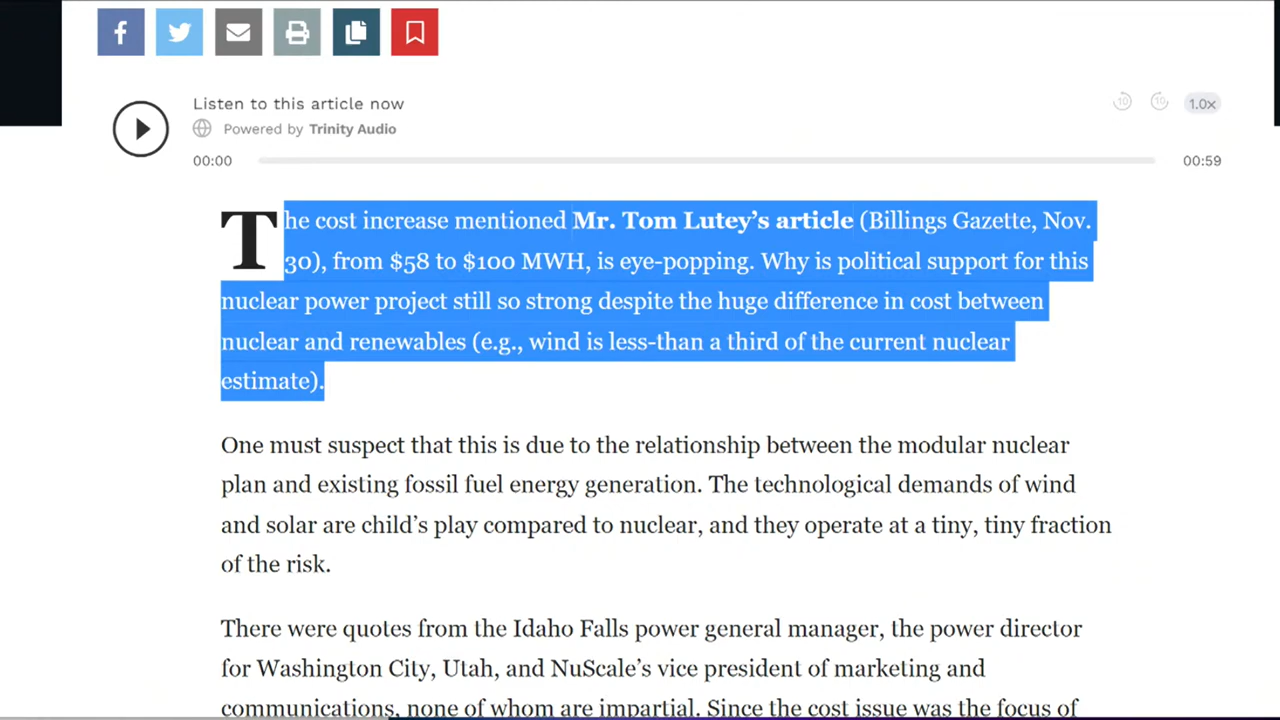 Listen to this article now
10 10 1.0x
Powered by Trinity Audio
00:00 00:59
The cost increase mentioned Mr. Tom Lutey's article (Billings Gazette, Nov.
30), from $58 to $100 MWH, is eye-popping. Why is political support for this
nuclear power project still so strong despite the huge difference in cost between
nuclear and renewables (e.g., wind is less-than a third of the current nuclear
estimate).
One must suspect that this is due to the relationship between the modular nuclear
plan and existing fossil fuel energy generation. The technological demands of wind
and solar are child's play compared to nuclear, and they operate at a tiny, tiny fraction
of the risk.
There were quotes from the Idaho Falls power general manager, the power director
for Washington City, Utah, and NuScale's vice president of marketing and
communications, none of whom are impartial. Since the cost issue was the focus of